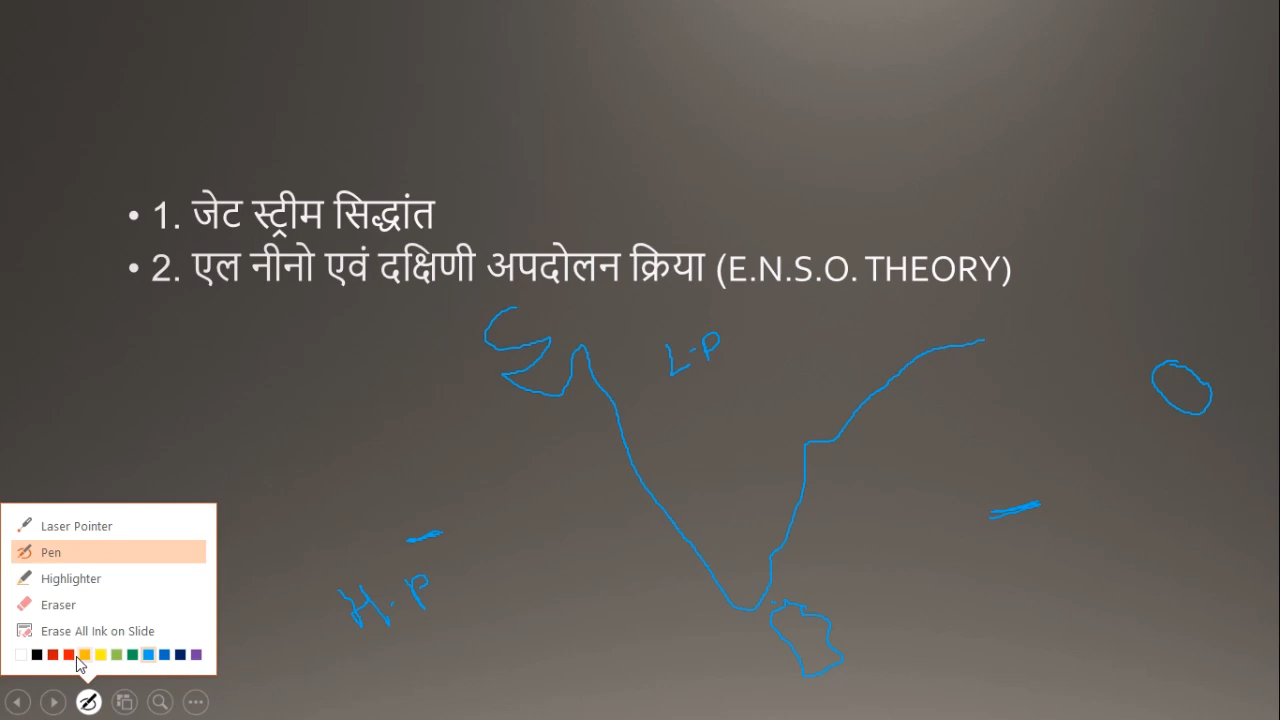 • 1. जेट स्ट्रीम सिद्धांत
• 2. एल नीनो एवं दक्षिणी अपदोलन क्रिया (E.N.S.O. THEORY)
L-P
H.P
Laser Pointer
Pen
Highlighter
Eraser
Erase All Ink on Slide